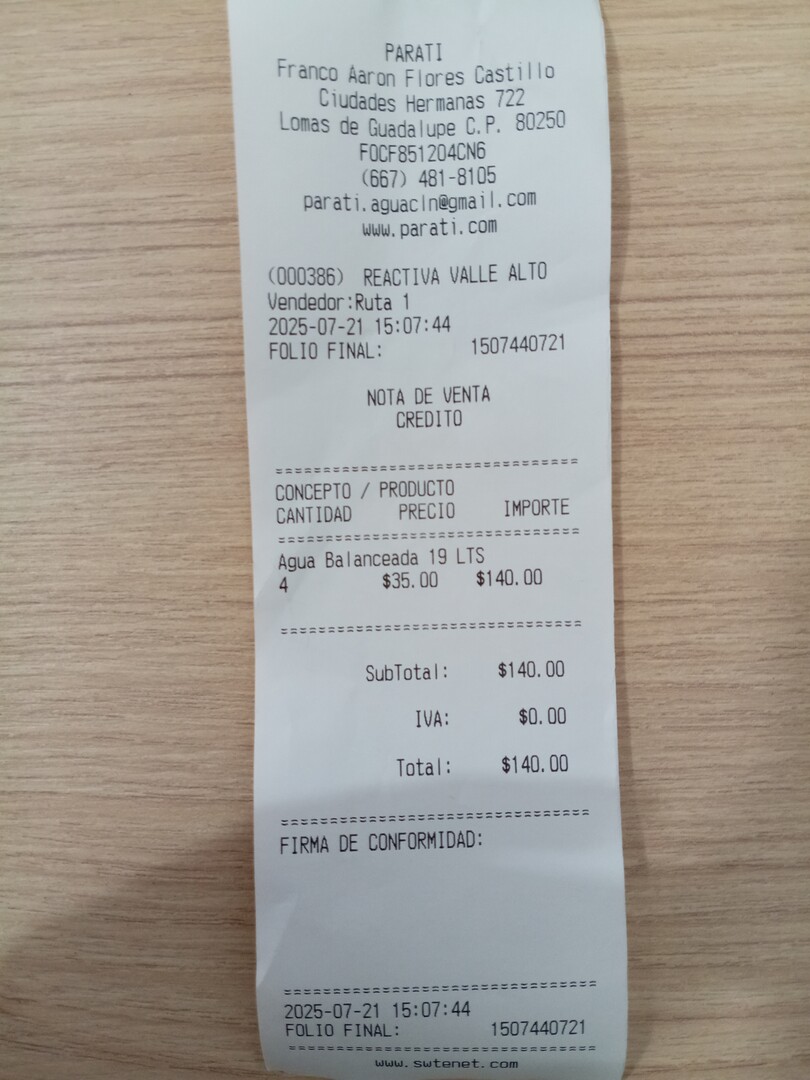 PARATI
Franco Aaron Flores Castillo
Ciudades Hermanas 722
Lomas de Guadalupe C.P. 80250
FOCF851204CN6
(667) 481-8105
parati.aguacln@gmail.com
www.parati.com
(000386) REACTIVA VALLE ALTO
Vendedor:Ruta 1
2025-07-21 15:07:44
FOLIO FINAL: 1507440721
NOTA DE VENTA
CREDITO
================================
CONCEPTO / PRODUCTO
CANTIDAD PRECIO IMPORTE
================================
Agua Balanceada 19 LTS
4 $35.00 $140.00
================================
SubTotal: $140.00
IVA: $0.00
Total: $140.00
================================
FIRMA DE CONFORMIDAD:
================================
2025-07-21 15:07:44
FOLIO FINAL: 1507440721
================================
www.swtenet.com